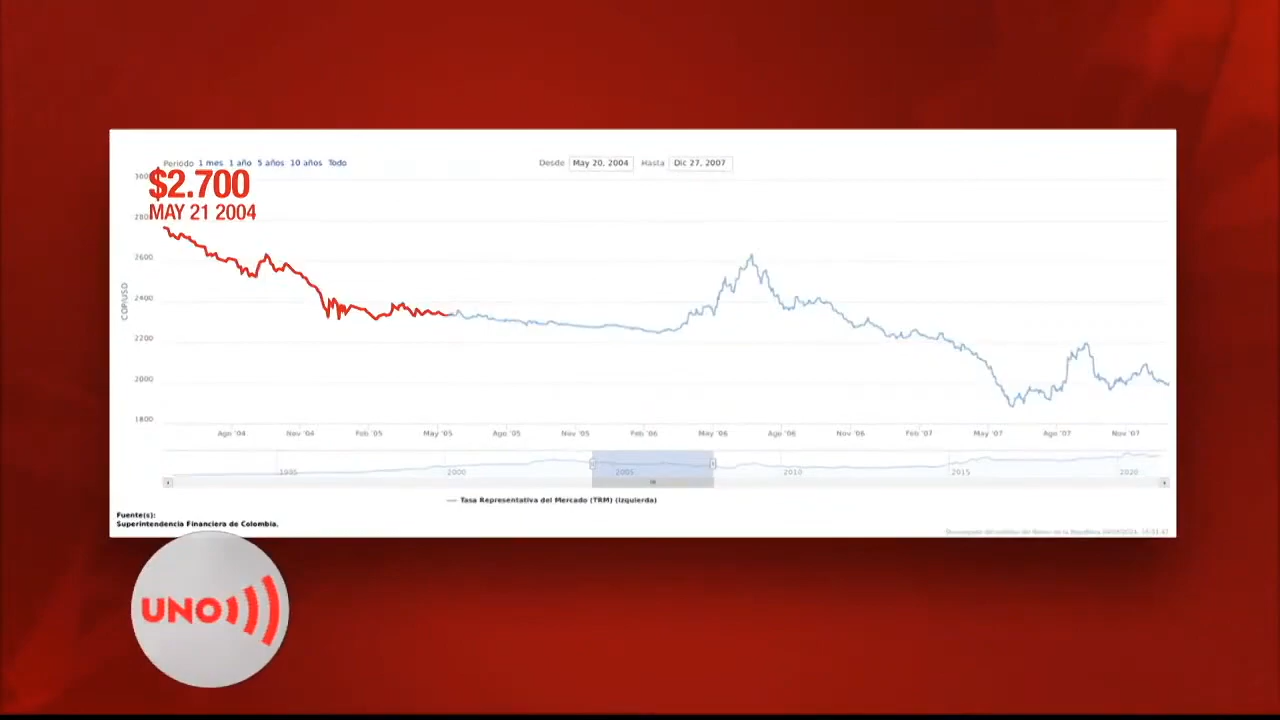 Periodo 1 mes 1 año 5 años 10 años Todo
Desde May 20, 2004 Hasta Dic 27, 2007
$2.700
MAY 21 2004
3000
2800
2600
2400
2200
2000
1800
COP/USD
Ago '04 Nov '04 Feb '05 May '05 Ago '05 Nov '05 Feb '06 May '06 Ago '06 Nov '06 Feb '07 May '07 Ago '07 Nov '07
1995 2000 2005 2010 2015 2020
Tasa Representativa del Mercado (TRM) (Izquierda)
Fuente(s):
Superintendencia Financiera de Colombia.
UNO